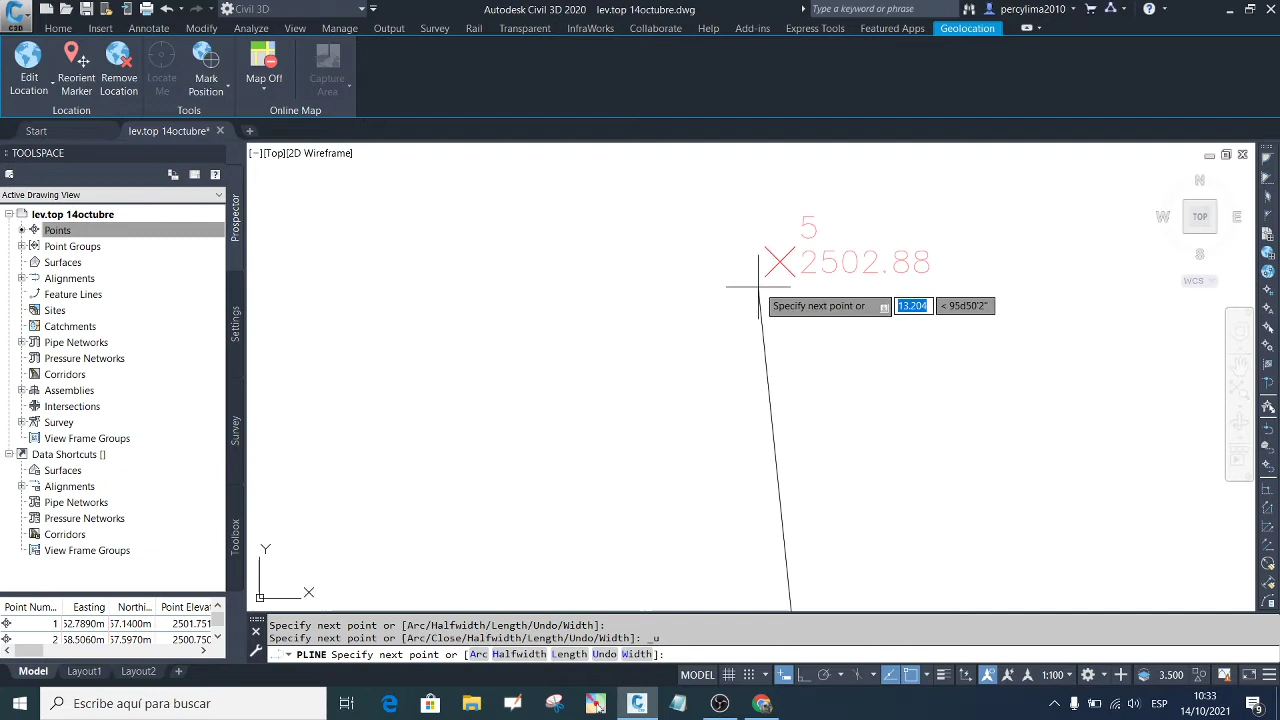 C3D
Civil 3D
Autodesk Civil 3D 2020 lev.top 14octubre.dwg
Type a keyword or phrase
percylima2010
Home Insert Annotate Modify Analyze View Manage Output Survey Rail Transparent InfraWorks Collaborate Help Add-ins Express Tools Featured Apps Geolocation
Edit
Location
Reorient
Marker
Remove
Location
Locate
Me
Mark
Position
Map Off
Capture
Area
Location
Tools
Online Map
Start
lev.top 14octubre*
TOOLSPACE
[−][Top][2D Wireframe]
Active Drawing View
lev.top 14octubre
Points
Point Groups
Surfaces
Alignments
Feature Lines
Sites
Catchments
Pipe Networks
Pressure Networks
Corridors
Assemblies
Intersections
Survey
View Frame Groups
Data Shortcuts []
Surfaces
Alignments
Pipe Networks
Pressure Networks
Corridors
View Frame Groups
Prospector
Settings
Survey
Toolbox
Point Num... Easting Northi Point Eleva
1 52.7890m 57.1400m 2501.751
2 58.5060m 57.5970m 2500.750
5
2502.88
Specify next point or
13.204
< 95d50'2"
N
W TOP E
S
WCS
Y
X
Specify next point or [Arc/Halfwidth/Length/Undo/Width]:
Specify next point or [Arc/Close/Halfwidth/Length/Undo/Width]: _u
PLINE Specify next point or [Arc Halfwidth Length Undo Width]:
Model Layout1 Layout2 +
MODEL
1:100
3.500
Escribe aquí para buscar
ESP
10:33
14/10/2021